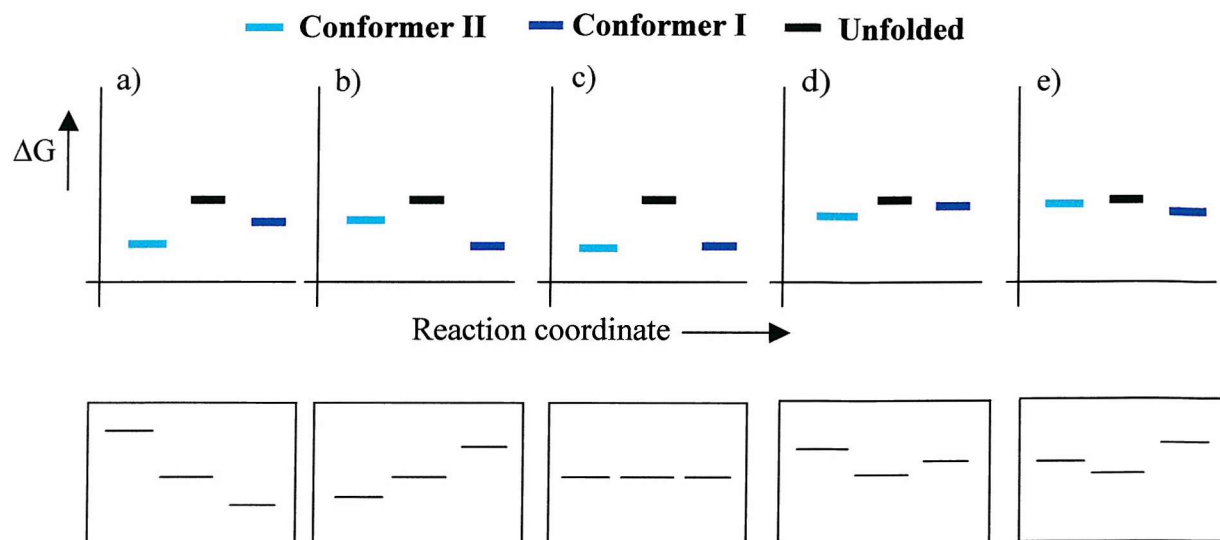 Conformer II Conformer I Unfolded
a) b) c) d) e)
ΔG
Reaction coordinate